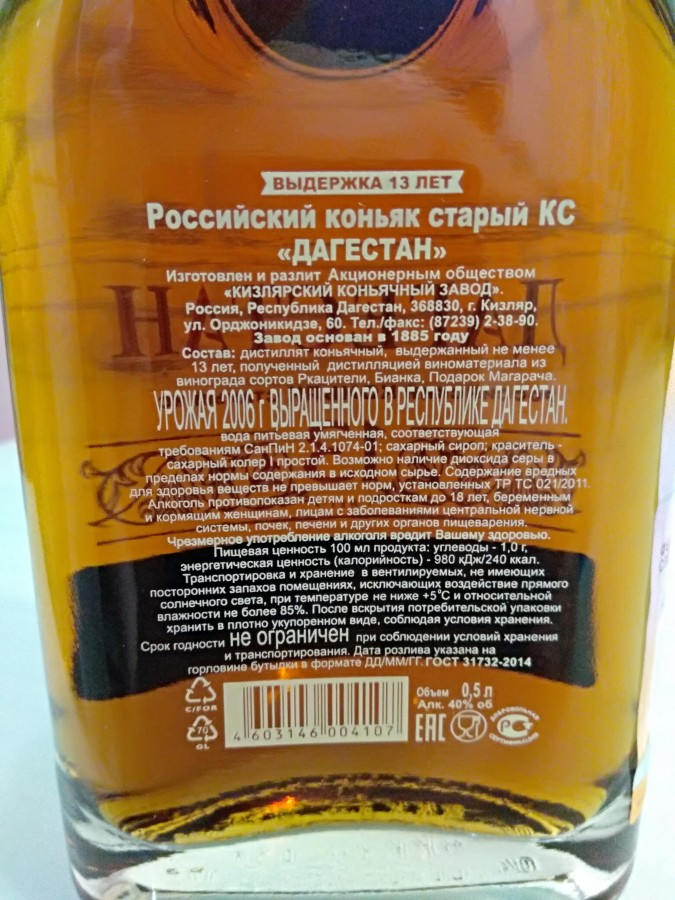 ВЫДЕРЖКА 13 ЛЕТ
Российский коньяк старый КС
«ДАГЕСТАН»
Изготовлен и разлит Акционерным обществом
«КИЗЛЯРСКИЙ КОНЬЯЧНЫЙ ЗАВОД».
Россия, Республика Дагестан, 368830, г. Кизляр,
ул. Орджоникидзе, 60. Тел./факс: (87239) 2-38-90.
Завод основан в 1885 году
Состав: дистиллят коньячный, выдержанный не менее
13 лет, полученный дистилляцией виноматериала из
винограда сортов Ркацители, Бианка, Подарок Магарача.
УРОЖАЯ 2006 г ВЫРАЩЕННОГО В РЕСПУБЛИКЕ ДАГЕСТАН.
вода питьевая умягченная, соответствующая
требованиям СанПиН 2.1.4.1074-01; сахарный сироп; краситель -
сахарный колер I простой. Возможно наличие диоксида серы в
пределах нормы содержания в исходном сырье. Содержание вредных
для здоровья веществ не превышает норм, установленных ТР ТС 021/2011.
Алкоголь противопоказан детям и подросткам до 18 лет, беременным
и кормящим женщинам, лицам с заболеваниями центральной нервной
системы, почек, печени и других органов пищеварения.
Чрезмерное употребление алкоголя вредит Вашему здоровью.
Пищевая ценность 100 мл продукта: углеводы - 1,0 г,
энергетическая ценность (калорийность) - 980 кДж/240 ккал.
Транспортировка и хранение в вентилируемых, не имеющих
посторонних запахов помещениях, исключающих воздействие прямого
солнечного света, при температуре не ниже +5°С и относительной
влажности не более 85%. После вскрытия потребительской упаковки
хранить в плотно укупоренном виде, соблюдая условия хранения.
Срок годности не ограничен при соблюдении условий хранения
и транспортирования. Дата розлива указана на
горловине бутылки в формате ДД/ММ/ГГ. ГОСТ 31732-2014
C/FOR
70
GL
4 603146 004107
Объем 0,5 л
Алк. 40% об
ЕАС
ДОБРОВОЛЬНАЯ
СЕРТИФИКАЦИЯ